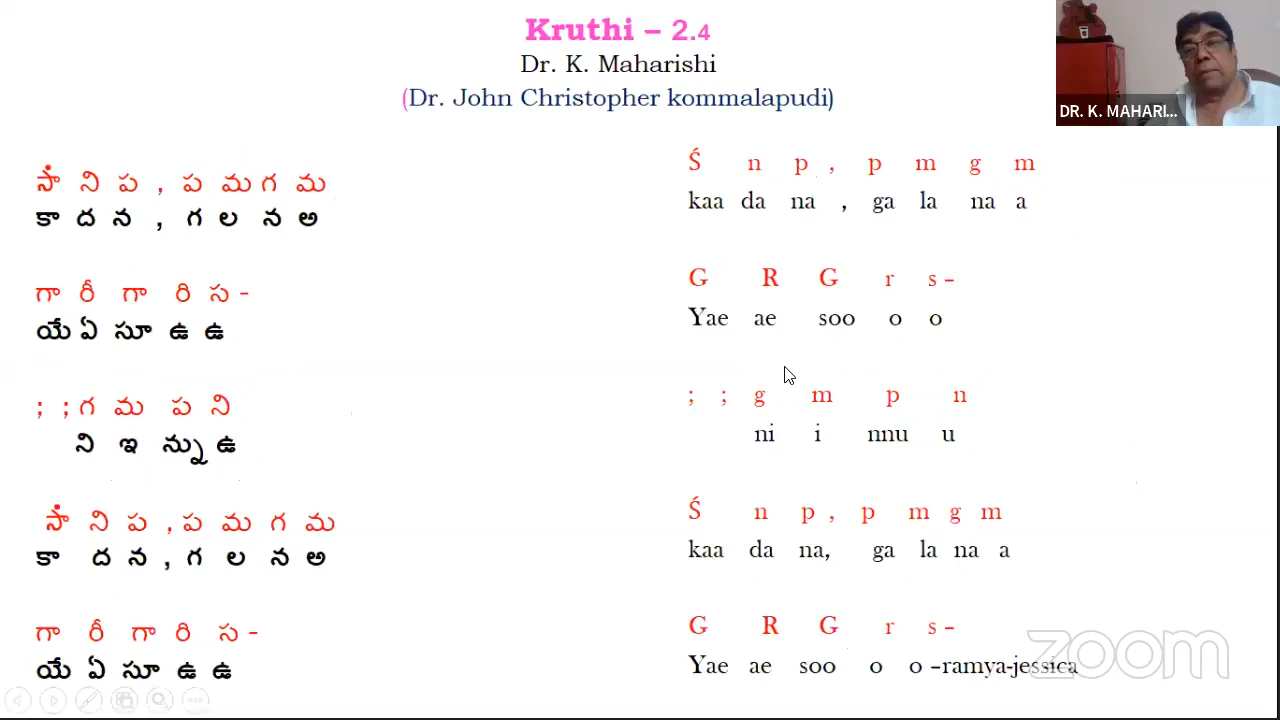 Kruthi – 2.4
Dr. K. Maharishi
(Dr. John Christopher kommalapudi)
DR. K. MAHARI...
సా̇ ని ప , ప మ గ మ
కా ద న , గ ల న అ
గా రీ గా రి స -
యే ఏ సూ ఉ ఉ
; ; గ మ ప ని
ని ఇ న్ను ఉ
సా̇ ని ప , ప మ గ మ
కా ద న , గ ల న అ
గా రీ గా రి స -
యే ఏ సూ ఉ ఉ
Ś n p , p m g m
kaa da na , ga la na a
G R G r s –
Yae ae soo o o
; ; g m p n
ni i nnu u
Ś n p , p m g m
kaa da na, ga la na a
G R G r s –
Yae ae soo o o –ramya-jessica
zoom